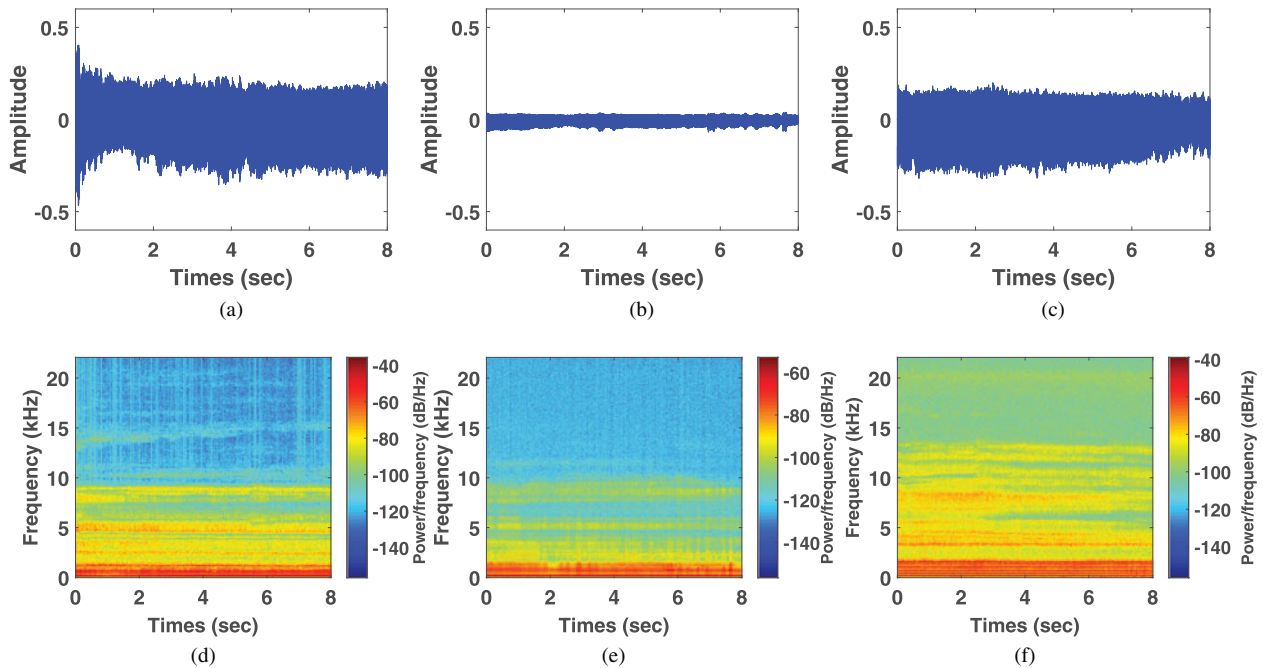 0.5
0
-0.5
Amplitude
0 2 4 6 8
Times (sec)
(a)
0.5
0
-0.5
Amplitude
0 2 4 6 8
Times (sec)
(b)
0.5
0
-0.5
Amplitude
0 2 4 6 8
Times (sec)
(c)
20
15
10
5
0
Frequency (kHz)
0 2 4 6 8
Times (sec)
-40
-60
-80
-100
-120
-140
Power/frequency (dB/Hz)
(d)
20
15
10
5
0
Frequency (kHz)
0 2 4 6 8
Times (sec)
-60
-80
-100
-120
-140
Power/frequency (dB/Hz)
(e)
20
15
10
5
0
Frequency (kHz)
0 2 4 6 8
Times (sec)
-40
-60
-80
-100
-120
-140
Power/frequency (dB/Hz)
(f)